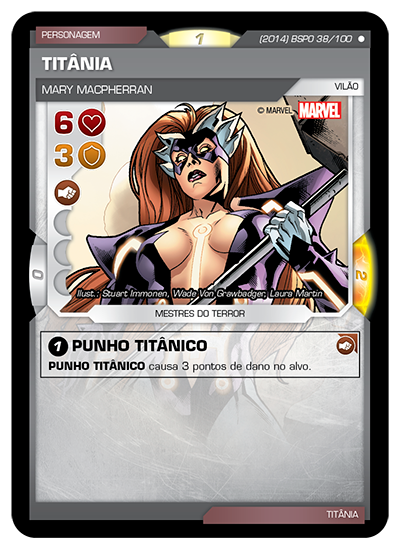 PERSONAGEM
1
(2014) BSPO 38/100
TITÂNIA
MARY MACPHERRAN
VILÃO
6
© MARVEL MARVEL
3
0
2
Ilust.: Stuart Immonen, Wade Von Grawbadger, Laura Martin
MESTRES DO TERROR
1 PUNHO TITÂNICO
PUNHO TITÂNICO causa 3 pontos de dano no alvo.
TITÂNIA